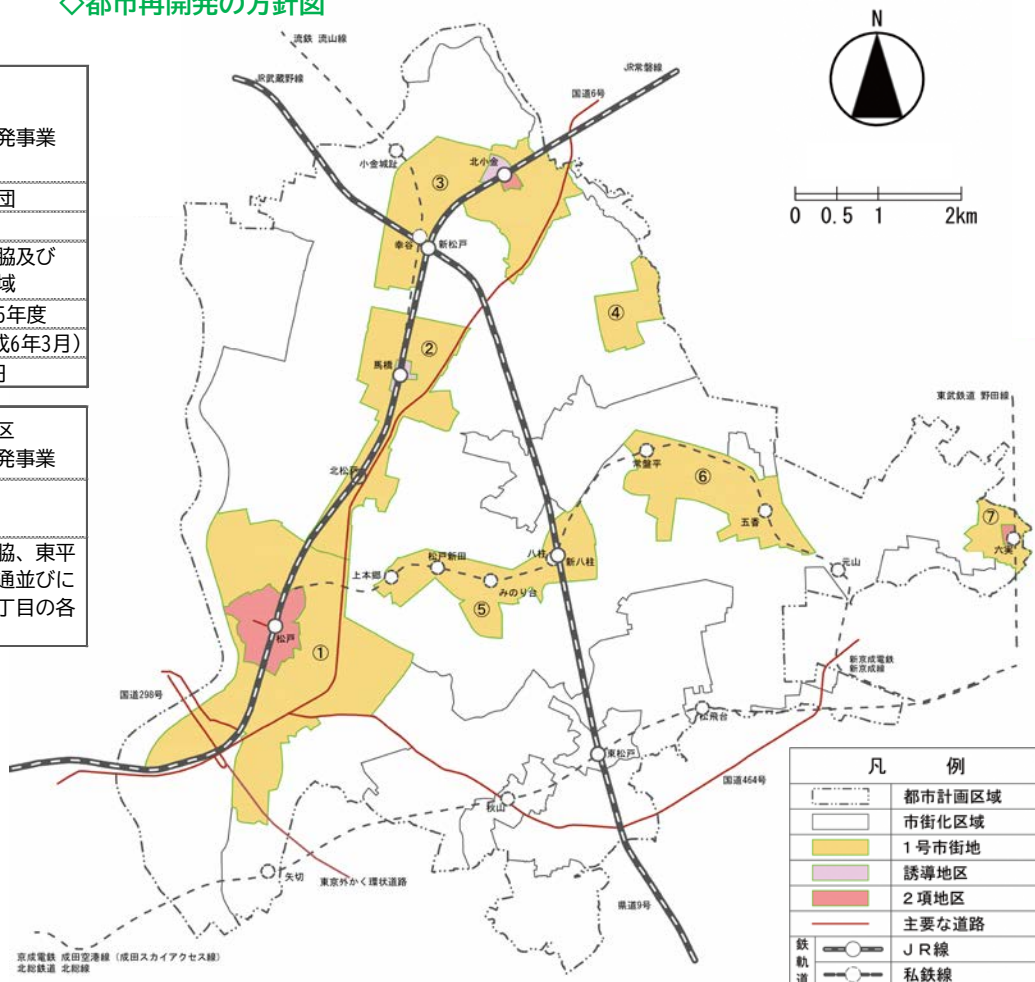 ◇都市再開発の方針図
発事業
団
脇及び
域
5年度
成6年3月)
円
区
発事業
脇、東平
通並びに
丁目の各
N
0 0.5 1 2km
流鉄 流山線
JR武蔵野線
JR常磐線
国道6号
小金城趾
北小金
③
幸谷
新松戸
④
②
馬橋
東武鉄道 野田線
北松戸
常盤平
⑥
五香
⑦
六実
八柱
新八柱
松戸新田
上本郷
みのり台
元山
⑤
松戸
①
新京成電鉄
新京成線
国道298号
松飛台
東松戸
国道464号
秋山
矢切
東京外かく環状道路
県道9号
京成電鉄 成田空港線(成田スカイアクセス線)
北総鉄道 北総線
凡 例
都市計画区域
市街化区域
1号市街地
誘導地区
2項地区
主要な道路
鉄軌道
JR線
私鉄線